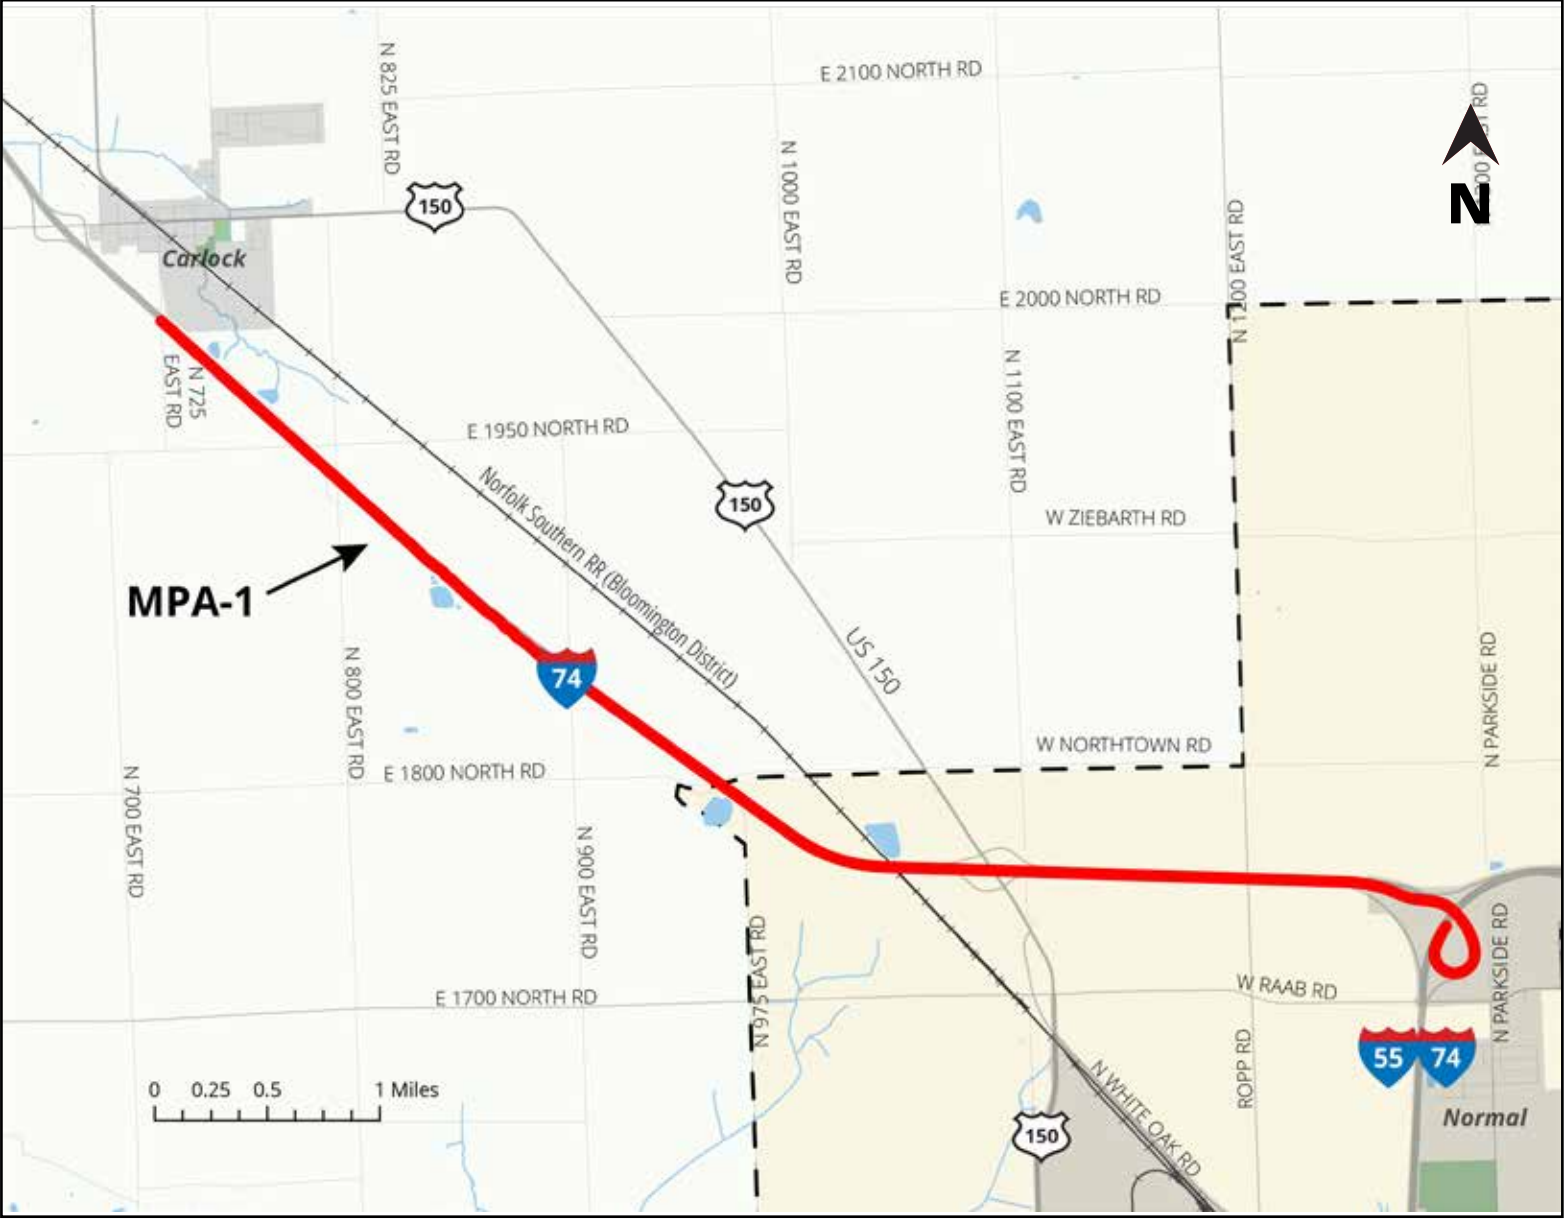 N 825 EAST RD
E 2100 NORTH RD
N 1000 EAST RD
N
150
N 1200 EAST RD
Carlock
E 2000 NORTH RD
N 725
EAST RD
N 1100 EAST RD
E 1950 NORTH RD
Norfolk Southern RR (Bloomington District)
150
W ZIEBARTH RD
MPA-1
US 150
N PARKSIDE RD
74
N 800 EAST RD
W NORTHTOWN RD
E 1800 NORTH RD
N 700 EAST RD
N 900 EAST RD
N 975 EAST RD
N PARKSIDE RD
E 1700 NORTH RD
W RAAB RD
ROPP RD
55
74
0 0.25 0.5 1 Miles
N WHITE OAK RD
Normal
150